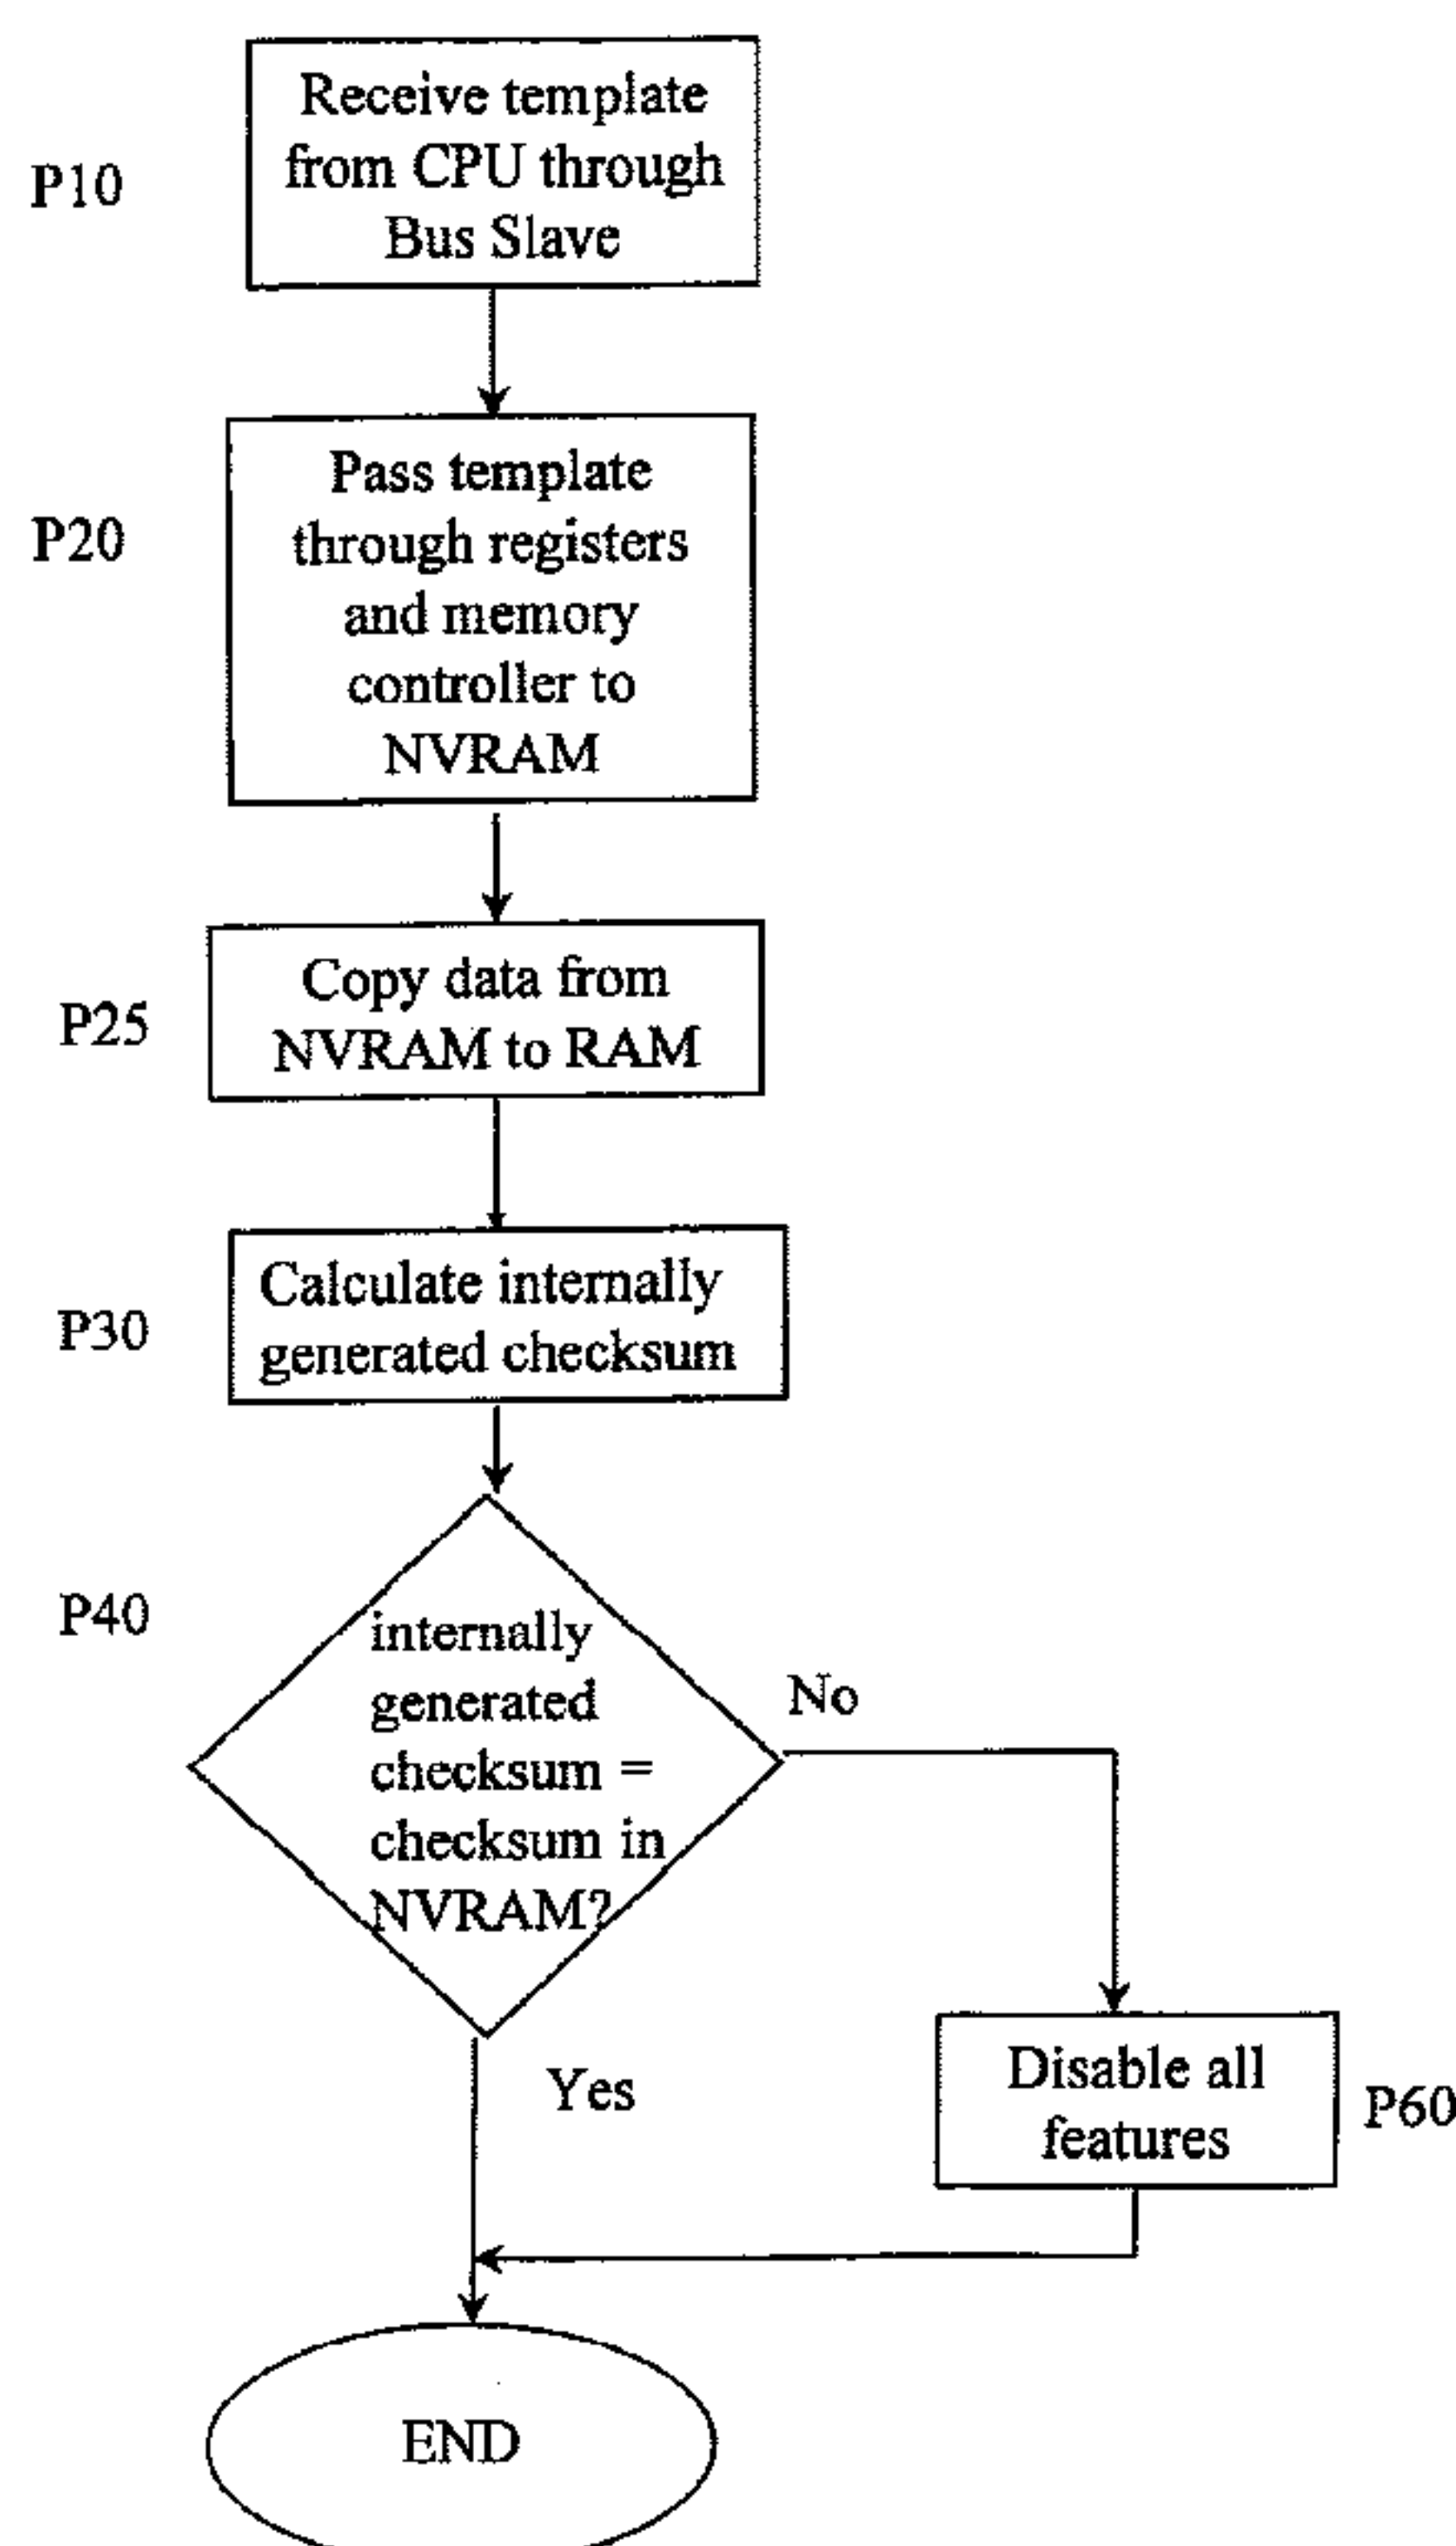 Receive template
from CPU through
Bus Slave
P10
Pass template
through registers
and memory
controller to
NVRAM
P20
Copy data from
NVRAM to RAM
P25
Calculate internally
generated checksum
P30
P40
internally
generated
checksum =
checksum in
NVRAM?
No
Yes
Disable all
features
P60
END